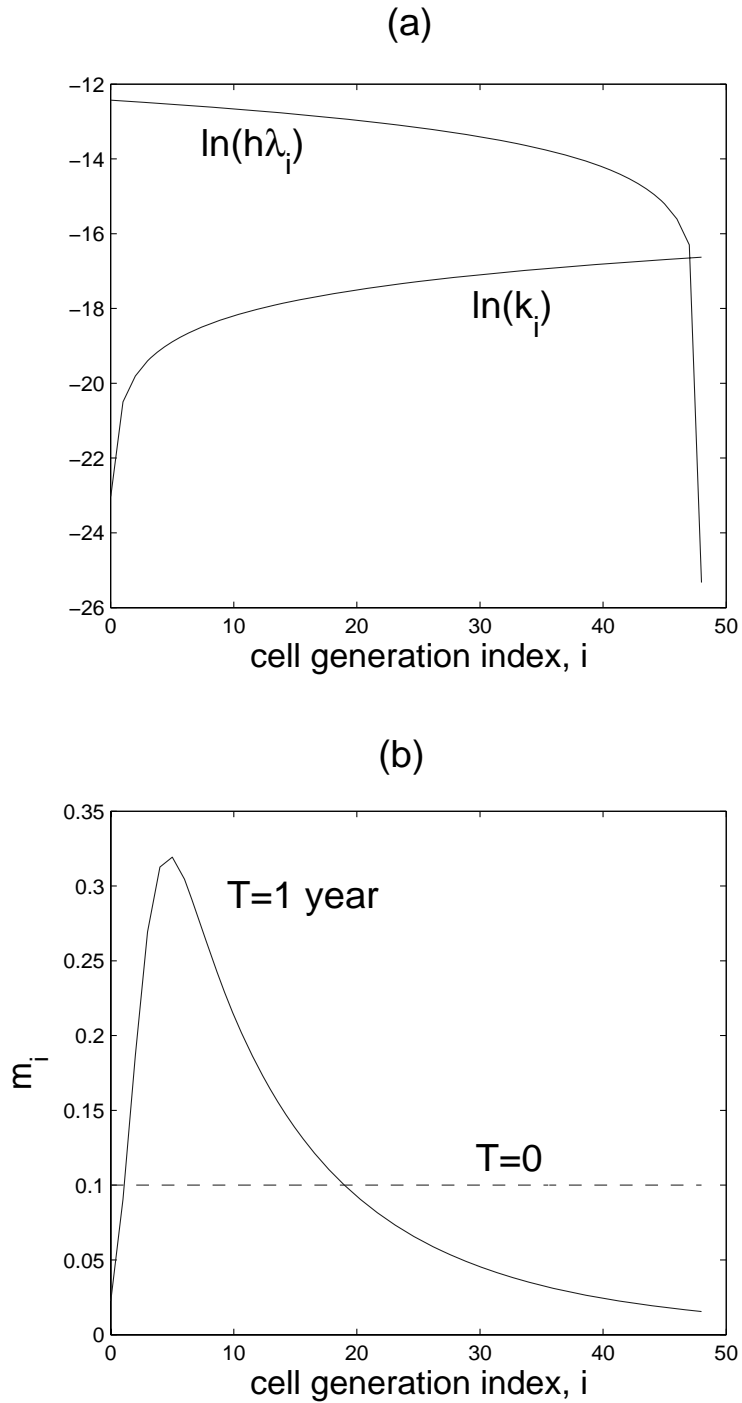 (a)
−12
−14
−16
−18
−20
−22
−24
−26
ln(hλ_i)
ln(k_i)
0 10 20 30 40 50
cell generation index, i
(b)
0.35
0.3
0.25
0.2
0.15
0.1
0.05
0
m_i
T=1 year
T=0
0 10 20 30 40 50
cell generation index, i